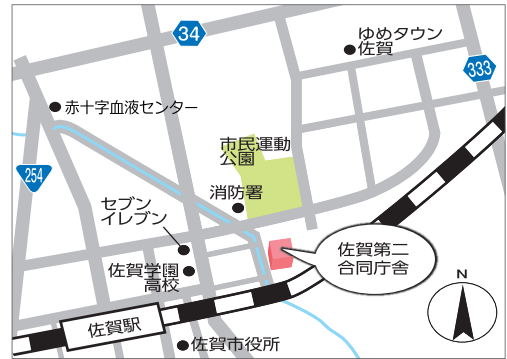 34
ゆめタウン
佐賀
333
赤十字血液センター
市民運動
公園
254
消防署
セブン
イレブン
佐賀第二
合同庁舎
佐賀学園
高校
N
佐賀駅
佐賀市役所